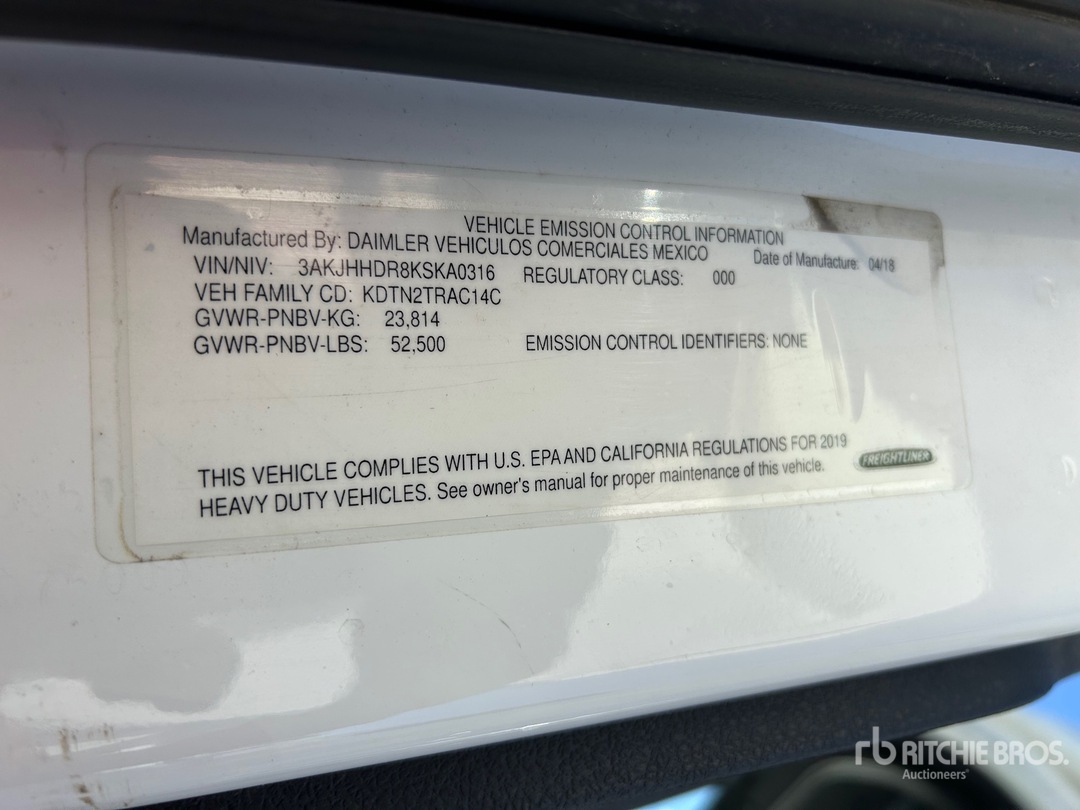 VEHICLE EMISSION CONTROL INFORMATION
Manufactured By: DAIMLER VEHICULOS COMERCIALES MEXICO Date of Manufacture: 04/18
VIN/NIV: 3AKJHHDR8KSKA0316 REGULATORY CLASS: 000
VEH FAMILY CD: KDTN2TRAC14C
GVWR-PNBV-KG: 23,814
GVWR-PNBV-LBS: 52,500 EMISSION CONTROL IDENTIFIERS: NONE
THIS VEHICLE COMPLIES WITH U.S. EPA AND CALIFORNIA REGULATIONS FOR 2019
HEAVY DUTY VEHICLES. See owner's manual for proper maintenance of this vehicle.
FREIGHTLINER
rb RITCHIE BROS.
Auctioneers